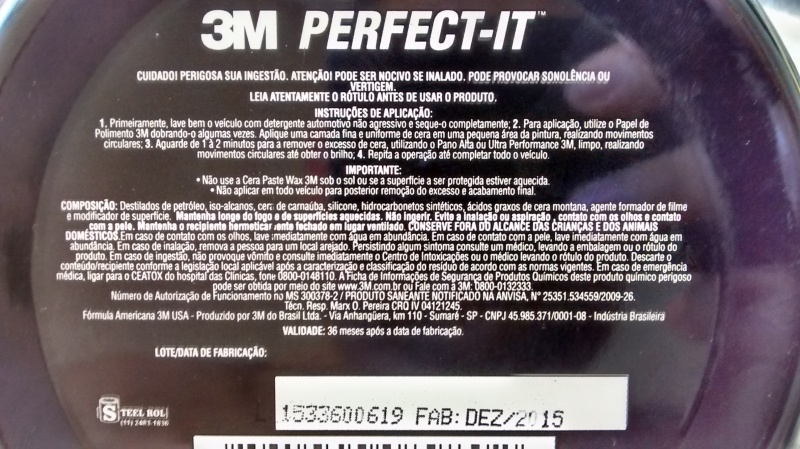 3M PERFECT-IT™
CUIDADO! PERIGOSA SUA INGESTÃO. ATENÇÃO! PODE SER NOCIVO SE INALADO. PODE PROVOCAR SONOLÊNCIA OU
VERTIGEM.
LEIA ATENTAMENTE O RÓTULO ANTES DE USAR O PRODUTO.
INSTRUÇÕES DE APLICAÇÃO:
1. Primeiramente, lave bem o veículo com detergente automotivo não agressivo e seque-o completamente; 2. Para aplicação, utilize o Papel de
Polimento 3M dobrando-o algumas vezes. Aplique uma camada fina e uniforme de cera em uma pequena área da pintura, realizando movimentos
circulares; 3. Aguarde de 1 à 2 minutos para a remover o excesso de cera, utilizando o Pano Alta ou Ultra Performance 3M, limpo, realizando
movimentos circulares até obter o brilho; 4. Repita a operação até completar todo o veículo.
IMPORTANTE:
• Não use a Cera Paste Wax 3M sob o sol ou se a superfície a ser protegida estiver aquecida.
• Não aplicar em todo veículo para posterior remoção do excesso e acabamento final.
COMPOSIÇÃO: Destilados de petróleo, iso-alcanos, cera de carnaúba, silicone, hidrocarbonetos sintéticos, ácidos graxos de cera montana, agente formador de filme
e modificador de superfície. Mantenha longe do fogo e de superfícies aquecidas. Não ingerir. Evite a inalação ou aspiração , contato com os olhos e contato
com a pele. Mantenha o recipiente hermeticamente fechado em lugar ventilado. CONSERVE FORA DO ALCANCE DAS CRIANÇAS E DOS ANIMAIS
DOMÉSTICOS. Em caso de contato com os olhos, lave imediatamente com água em abundância. Em caso de contato com a pele, lave imediatamente com água em
abundância. Em caso de inalação, remova a pessoa para um local arejado. Persistindo algum sintoma consulte um médico, levando a embalagem ou o rótulo do
produto. Em caso de ingestão, não provoque vômito e consulte imediatamente o Centro de Intoxicações ou o médico levando o rótulo do produto. Descarte o
conteúdo/recipiente conforme a legislação local aplicável após a caracterização e classificação do resíduo de acordo com as normas vigentes. Em caso de emergência
médica, ligar para o CEATOX do hospital das Clínicas, fone 0800-0148110. A Ficha de Informações de Segurança de Produtos Químicos deste produto químico perigoso
pode ser obtida por meio do site www.3M.com.br ou Fale com a 3M: 0800-0132333.
Número de Autorização de Funcionamento no MS 300378-2 / PRODUTO SANEANTE NOTIFICADO NA ANVISA, N° 25351.534559/2009-26.
Técn. Resp. Marx O. Pereira CRQ IV 04121245.
Fórmula Americana 3M USA - Produzido por 3M do Brasil Ltda. - Via Anhangüera, km 110 - Sumaré - SP - CNPJ 45.985.371/0001-08 - Indústria Brasileira
VALIDADE: 36 meses após a data de fabricação.
LOTE/DATA DE FABRICAÇÃO:
L 1533600619 FAB: DEZ/2015
STEEL ROL
(11) 2481-1836